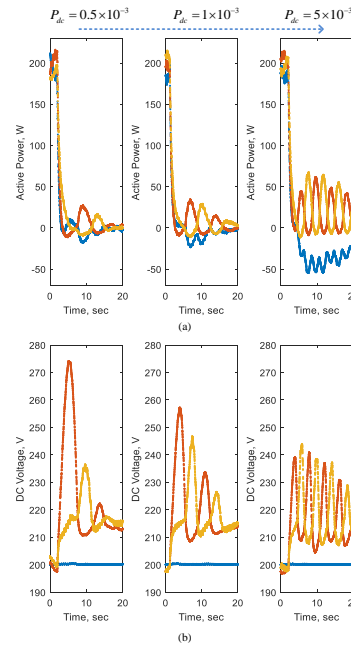 P_dc = 0.5×10⁻³ P_dc = 1×10⁻³ P_dc = 5×10⁻³
Active Power, W Active Power, W Active Power, W
200 200 200
150 150 150
100 100 100
50 50 50
0 0 0
-50 -50 -50
0 10 20 0 10 20 0 10 20
Time, sec Time, sec Time, sec
(a)
DC Voltage, V DC Voltage, V DC Voltage, V
280 280 280
270 270 270
260 260 260
250 250 250
240 240 240
230 230 230
220 220 220
210 210 210
200 200 200
190 190 190
0 10 20 0 10 20 0 10 20
Time, sec Time, sec Time, sec
(b)